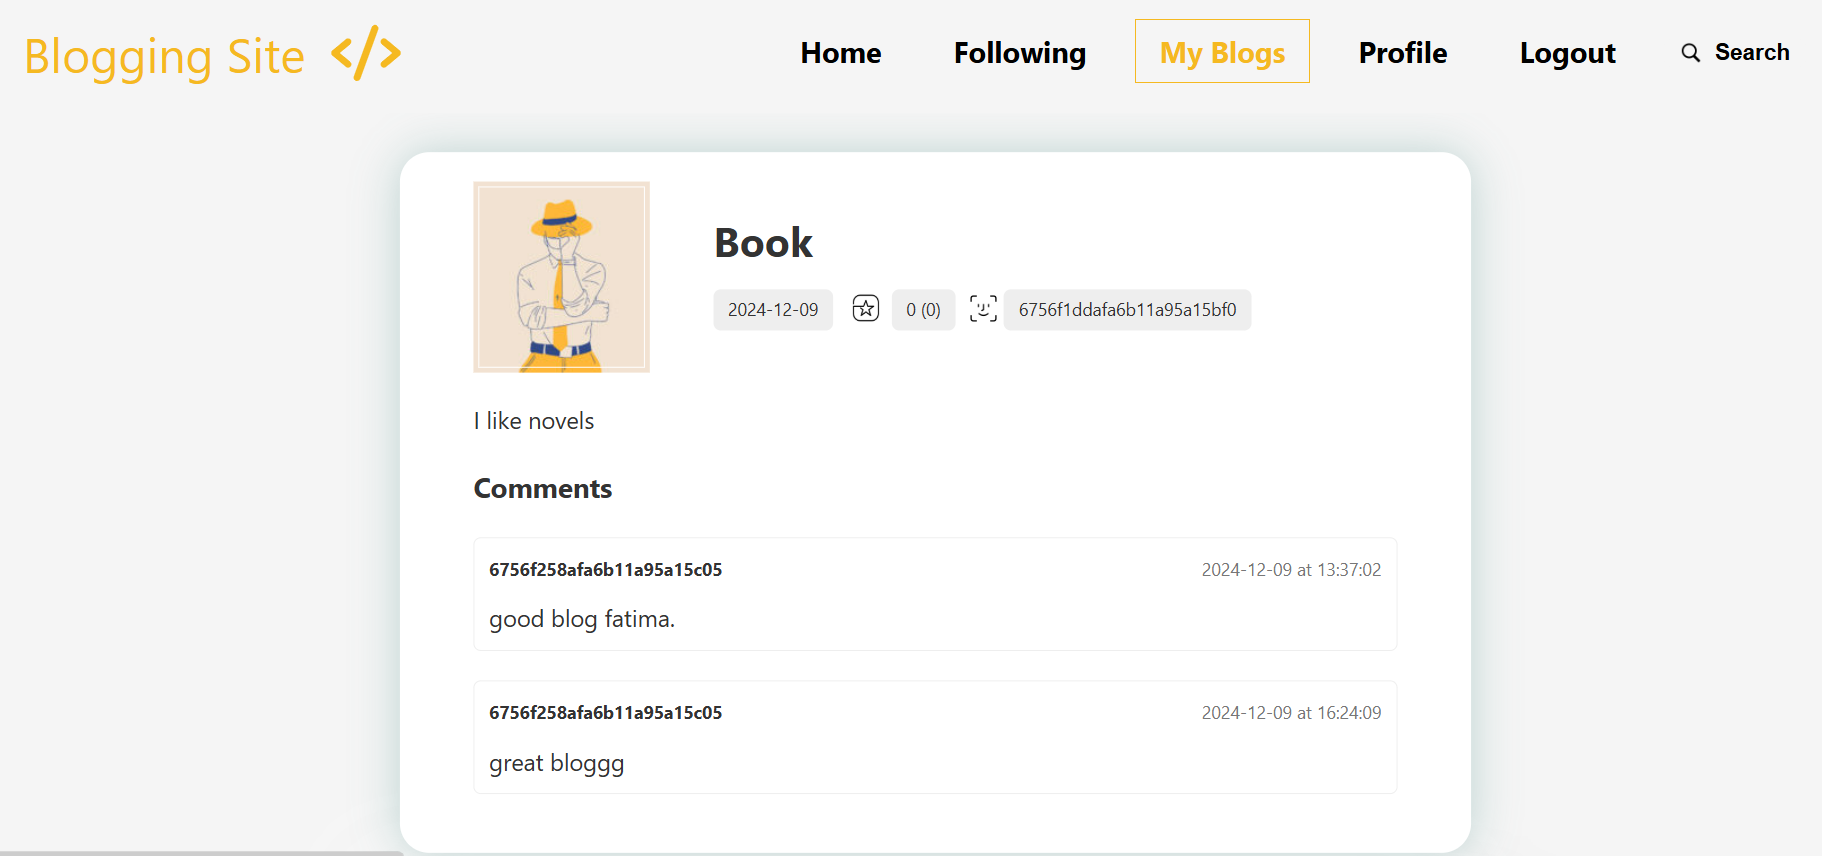 Blogging Site </>
Home Following My Blogs Profile Logout Search
Book
2024-12-09 0 (0) 6756f1ddafa6b11a95a15bf0
I like novels
Comments
6756f258afa6b11a95a15c05 2024-12-09 at 13:37:02
good blog fatima.
6756f258afa6b11a95a15c05 2024-12-09 at 16:24:09
great bloggg